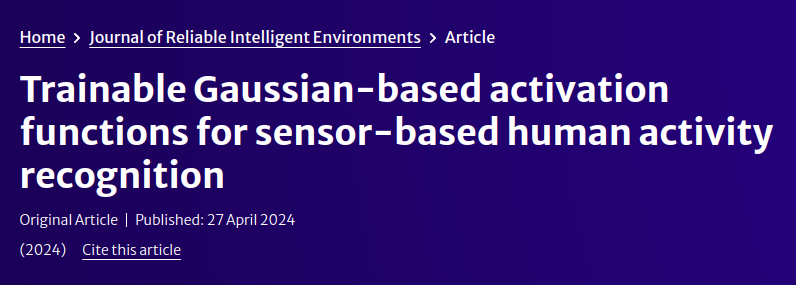 Home > Journal of Reliable Intelligent Environments > Article
Trainable Gaussian-based activation
functions for sensor-based human activity
recognition
Original Article | Published: 27 April 2024
(2024) Cite this article